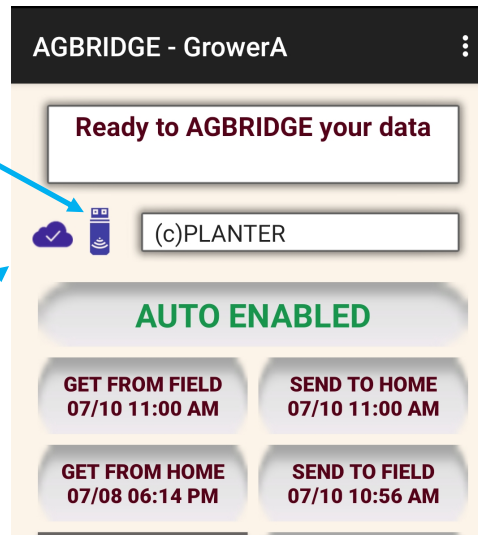 AGBRIDGE - GrowerA
Ready to AGBRIDGE your data
(c)PLANTER
AUTO ENABLED
GET FROM FIELD
07/10 11:00 AM
SEND TO HOME
07/10 11:00 AM
GET FROM HOME
07/08 06:14 PM
SEND TO FIELD
07/10 10:56 AM